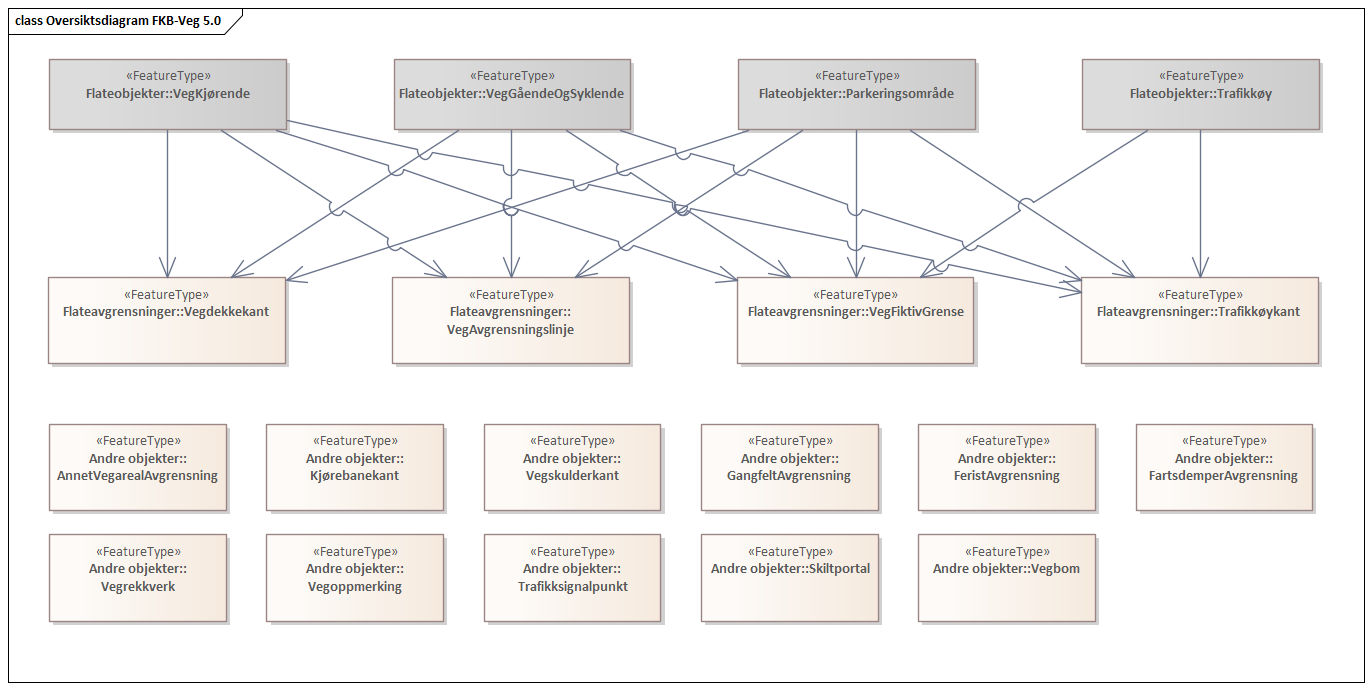 class Oversiktsdiagram FKB-Veg 5.0
«FeatureType»
Flateobjekter::VegKjørende
«FeatureType»
Flateobjekter::VegGåendeOgSyklende
«FeatureType»
Flateobjekter::Parkeringsområde
«FeatureType»
Flateobjekter::Trafikkøy
«FeatureType»
Flateavgrensninger::Vegdekkekant
«FeatureType»
Flateavgrensninger::
VegAvgrensningslinje
«FeatureType»
Flateavgrensninger::VegFiktivGrense
«FeatureType»
Flateavgrensninger::Trafikkøykant
«FeatureType»
Andre objekter::
AnnetVegarealAvgrensning
«FeatureType»
Andre objekter::
Kjørebanekant
«FeatureType»
Andre objekter::
Vegskulderkant
«FeatureType»
Andre objekter::
GangfeltAvgrensning
«FeatureType»
Andre objekter::
FeristAvgrensning
«FeatureType»
Andre objekter::
FartsdemperAvgrensning
«FeatureType»
Andre objekter::
Vegrekkverk
«FeatureType»
Andre objekter::
Vegoppmerking
«FeatureType»
Andre objekter::
Trafikksignalpunkt
«FeatureType»
Andre objekter::Skiltportal
«FeatureType»
Andre objekter::Vegbom